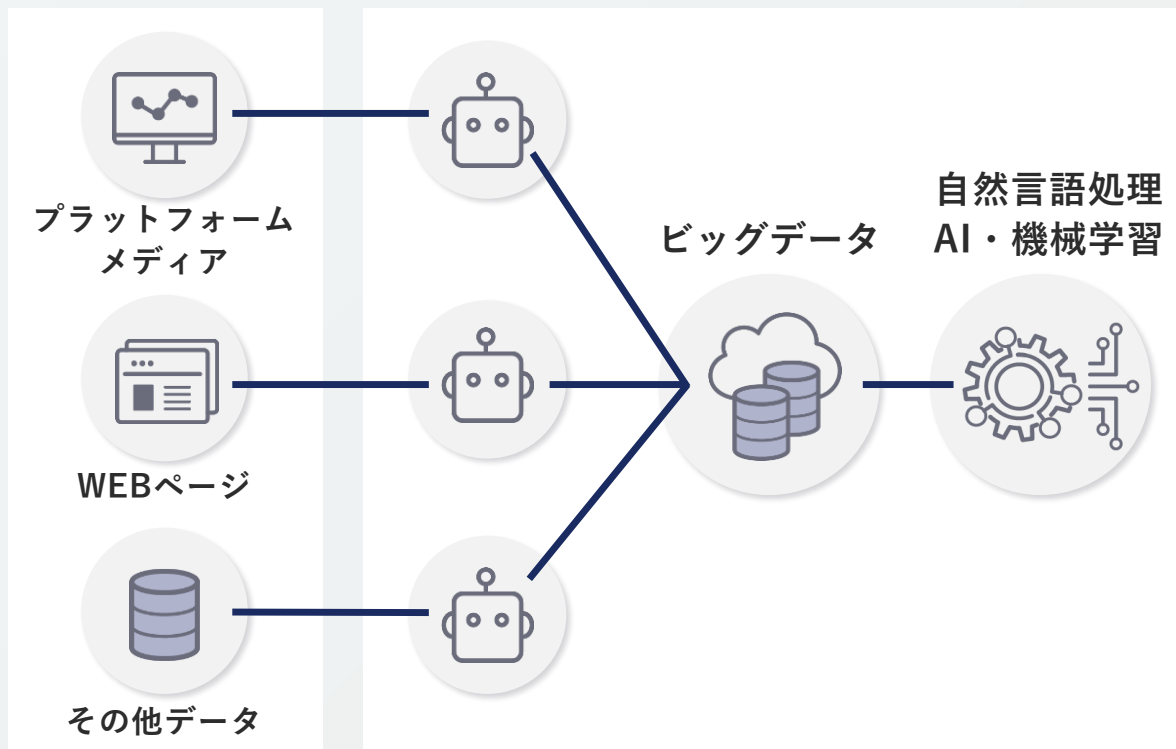 プラットフォーム
メディア
WEBページ
その他データ
ビッグデータ
自然言語処理
AI・機械学習